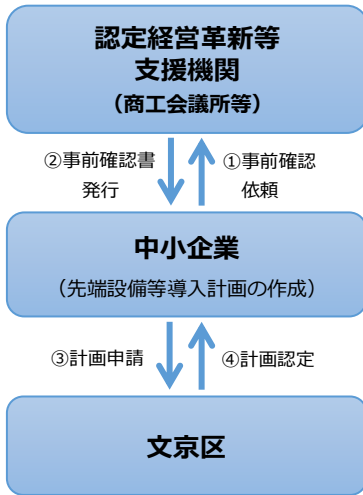 認定経営革新等
支援機関
（商工会議所等）
②事前確認書
発行
①事前確認
依頼
中小企業
（先端設備等導入計画の作成）
③計画申請
④計画認定
文京区